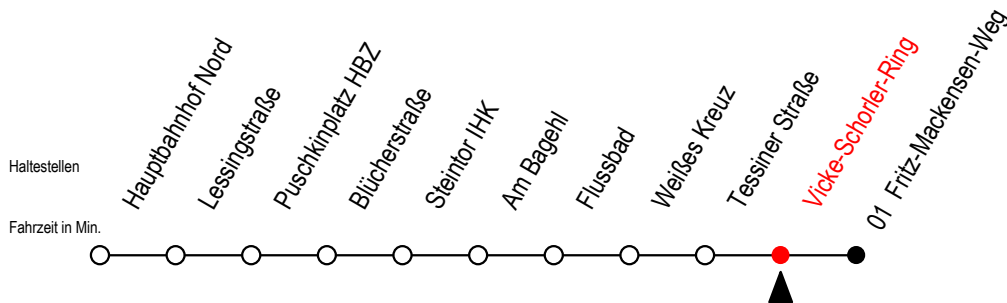 Haltestellen
Fahrzeit in Min.
Hauptbahnhof Nord
Lessingstraße
Puschkinplatz HBZ
Blücherstraße
Steintor IHK
Am Bagehl
Flussbad
Weißes Kreuz
Tessiner Straße
Vicke-Schorler-Ring
01 Fritz-Mackensen-Weg